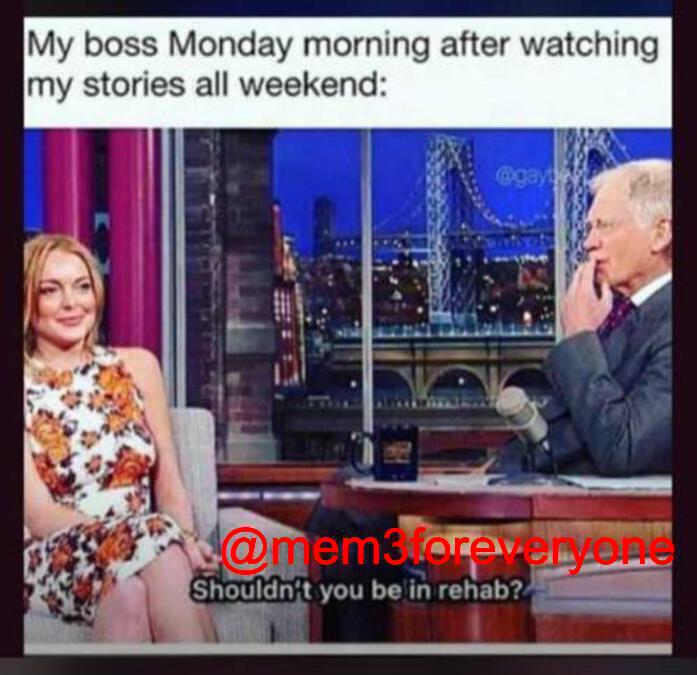 My boss Monday morning after watching
my stories all weekend:
@mem3foreveryone
Shouldn't you be in rehab?